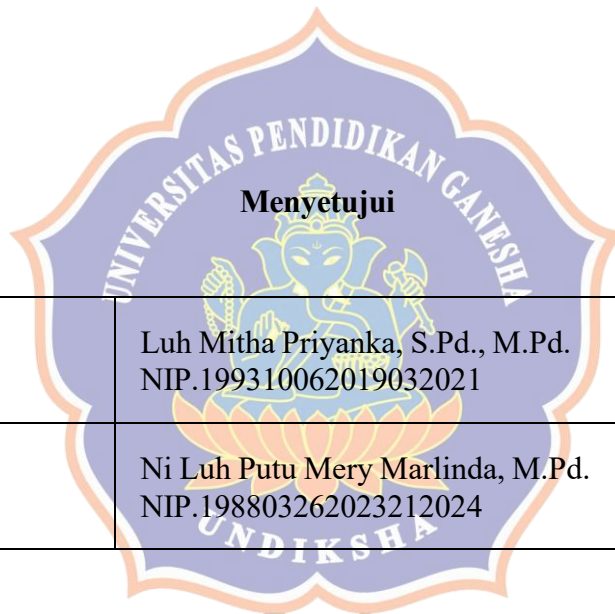 UNIVERSITAS PENDIDIKAN GANESHA
Menyetujui
Luh Mitha Priyanka, S.Pd., M.Pd.
NIP.199310062019032021
Ni Luh Putu Mery Marlinda, M.Pd.
NIP.198803262023212024
UNDIKSHA